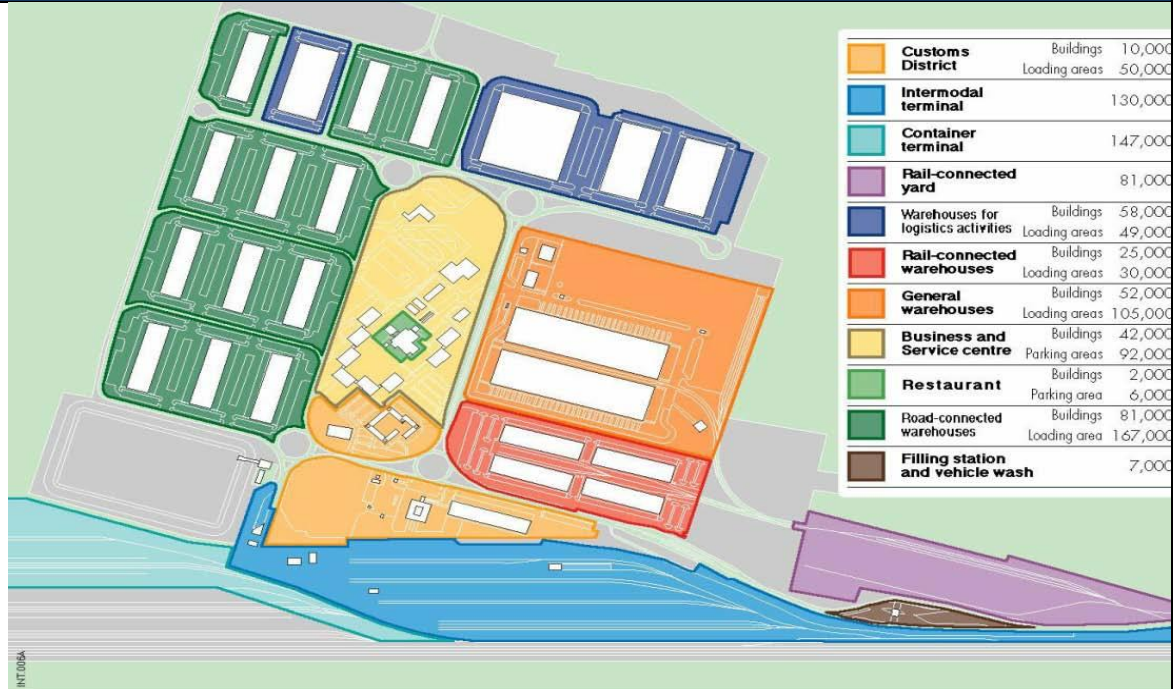 Customs District Buildings 10,000
Loading areas 50,000
Intermodal terminal 130,000
Container terminal 147,000
Rail-connected yard 81,000
Warehouses for logistics activities Buildings 58,000
Loading areas 49,000
Rail-connected warehouses Buildings 25,000
Loading areas 30,000
General warehouses Buildings 52,000
Loading areas 105,000
Business and Service centre Buildings 42,000
Parking areas 92,000
Restaurant Buildings 2,000
Parking area 6,000
Road-connected warehouses Buildings 81,000
Loading area 167,000
Filling station and vehicle wash 7,000
INT.006A